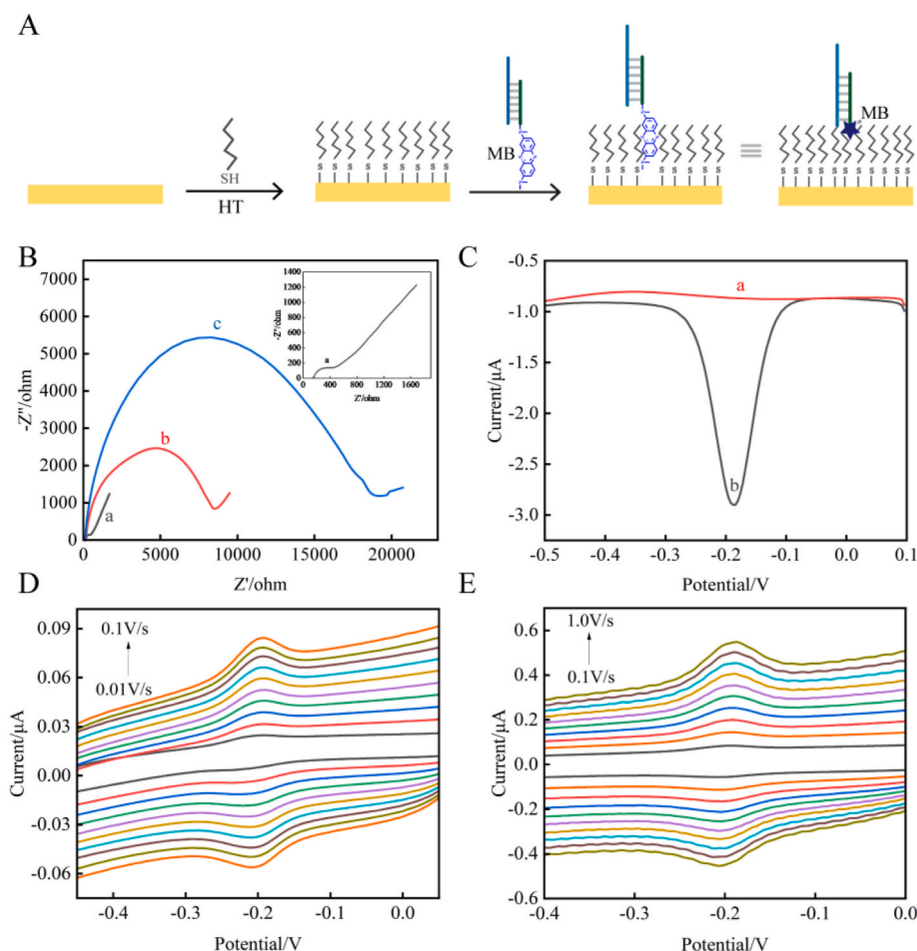 A
SH
HT
S S S S S S S S S
MB
S S S S S S S S
MB
S S S S S S S S S
B
7000
6000
5000
4000
3000
2000
1000
0
-Z''/ohm
0 5000 10000 15000 20000
Z'/ohm
a
b
c
1400
1200
1000
800
600
400
200
0
-Z''/ohm
a
0 400 800 1200 1600
Z'/ohm
C
-0.5
-1.0
-1.5
-2.0
-2.5
-3.0
Current/μA
a
b
-0.5 -0.4 -0.3 -0.2 -0.1 0.0 0.1
Potential/V
D
0.09
0.06
0.03
0.00
-0.03
-0.06
Current/μA
0.1V/s
0.01V/s
-0.4 -0.3 -0.2 -0.1 0.0
Potential/V
E
0.6
0.4
0.2
0.0
-0.2
-0.4
-0.6
Current/μA
1.0V/s
0.1V/s
-0.4 -0.3 -0.2 -0.1 0.0
Potential/V